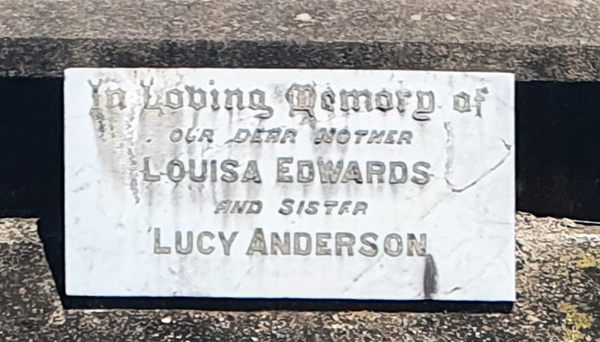 In Loving Memory of
OUR DEAR MOTHER
LOUISA EDWARDS
AND SISTER
LUCY ANDERSON